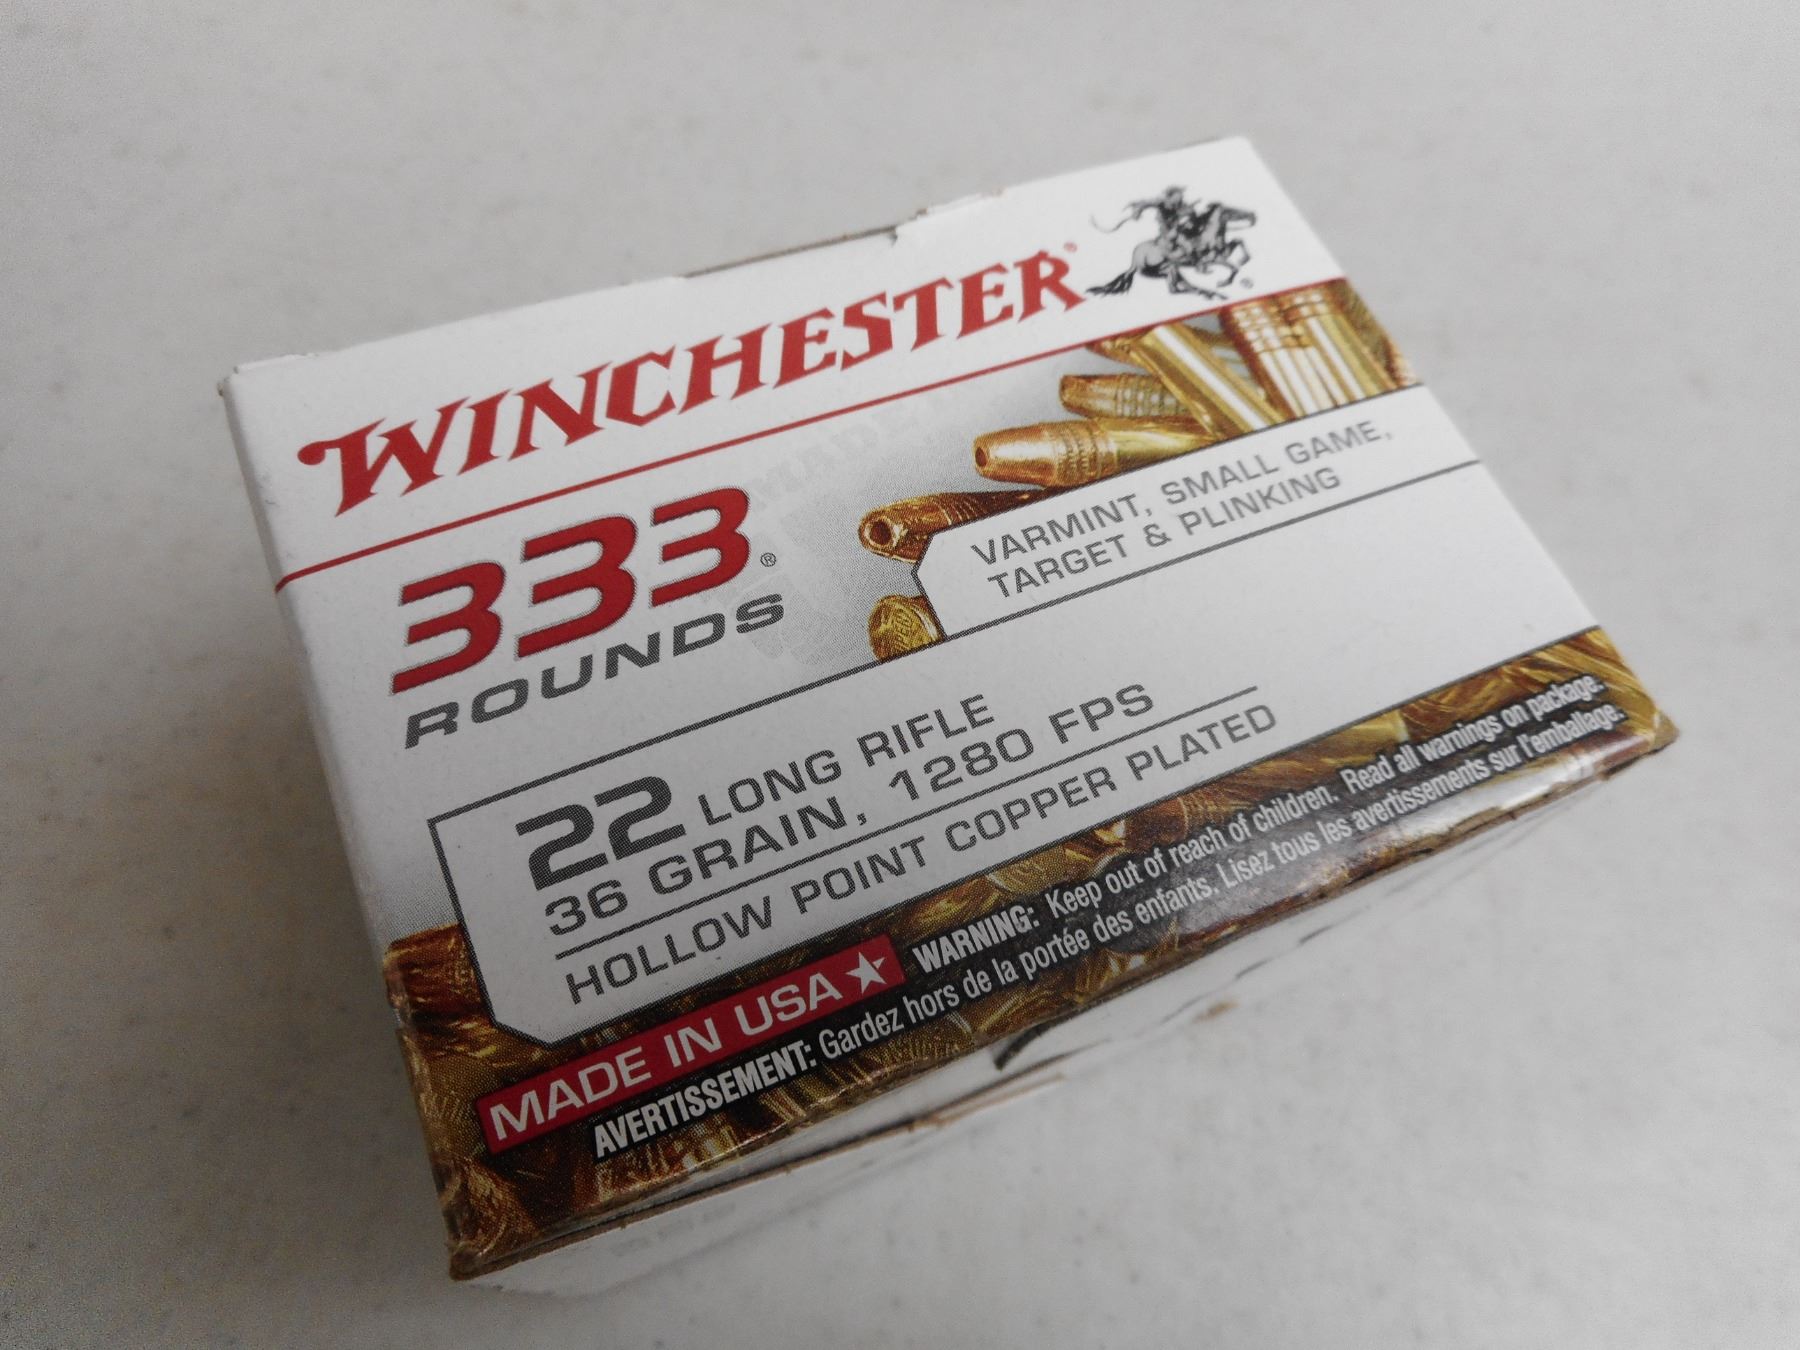 WINCHESTER®
333®
ROUNDS
VARMINT, SMALL GAME,
TARGET & PLINKING
22 LONG RIFLE
36 GRAIN, 1280 FPS
HOLLOW POINT COPPER PLATED
MADE IN USA
WARNING: Keep out of reach of children. Read all warnings on package.
AVERTISSEMENT: Gardez hors de la portée des enfants. Lisez tous les avertissements sur l'emballage.